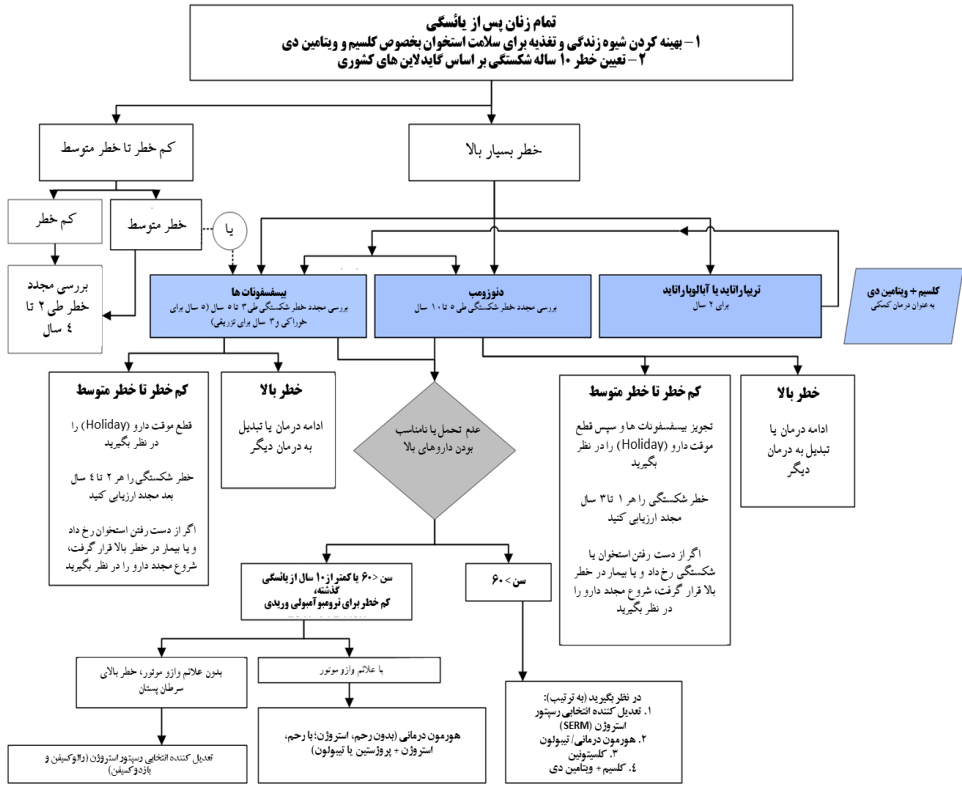 تمام زنان پس از یائسگی
۱- بهینه کردن شیوه زندگی و تغذیه برای سلامت استخوان بخصوص کلسیم و ویتامین دی
۲- تعیین خطر ۱۰ ساله شکستگی بر اساس گایدلاین های کشوری
خطر بسیار بالا
کم خطر تا خطر متوسط
خطر متوسط
کم خطر
یا
بررسی مجدد
خطر طی ۲ تا
٤ سال
کلسیم + ویتامین دی
به عنوان درمان کمکی
تریپاراتاید یا آبالوپاراتاید
برای ۲ سال
دنوزومب
بررسی مجدد خطر شکستگی طی ۵ تا ۱۰ سال
بیسفسفونات ها
بررسی مجدد خطر شکستگی طی ۳ تا ۵ سال (۵ سال برای
خوراکی و ۳ سال برای تزریقی)
خطر بالا
ادامه درمان یا
تبدیل به درمان
دیگر
کم خطر تا خطر متوسط
تجویز بیسفسفونات ها و سپس قطع
موقت دارو (Holiday) را در نظر
بگیرید
خطر شکستگی را هر ۱ تا ۳ سال
مجدد ارزیابی کنید
اگر از دست رفتن استخوان یا
شکستگی رخ داد و یا بیمار در خطر
بالا قرار گرفت، شروع مجدد دارو را
در نظر بگیرید
عدم تحمل یا نامناسب
بودن داروهای بالا
خطر بالا
ادامه درمان یا تبدیل
به درمان دیگر
کم خطر تا خطر متوسط
قطع موقت دارو (Holiday) را
در نظر بگیرید
خطر شکستگی را هر ۲ تا ٤ سال
بعد مجدد ارزیابی کنید
اگر از دست رفتن استخوان رخ داد
و یا بیمار در خطر بالا قرار گرفت،
شروع مجدد دارو را در نظر بگیرید
سن > ۶۰
سن < ۶۰ یا کمتر از ۱۰ سال از یائسگی
گذشته،
کم خطر برای ترومبوآمبولی وریدی
با علائم وازو موتور
بدون علائم وازو موتور، خطر بالای
سرطان پستان
در نظر بگیرید (به ترتیب):
۱. تعدیل کننده انتخابی رسپتور
استروژن (SERM)
۲. هورمون درمانی/ تیبولون
۳. کلسیتونین
٤. کلسیم + ویتامین دی
هورمون درمانی (بدون رحم، استروژن؛ با رحم،
استروژن + پروژستین یا تیبولون)
تعدیل کننده انتخابی رسپتور استروژن (رالوکسیفن و
بازدوکسیفن)